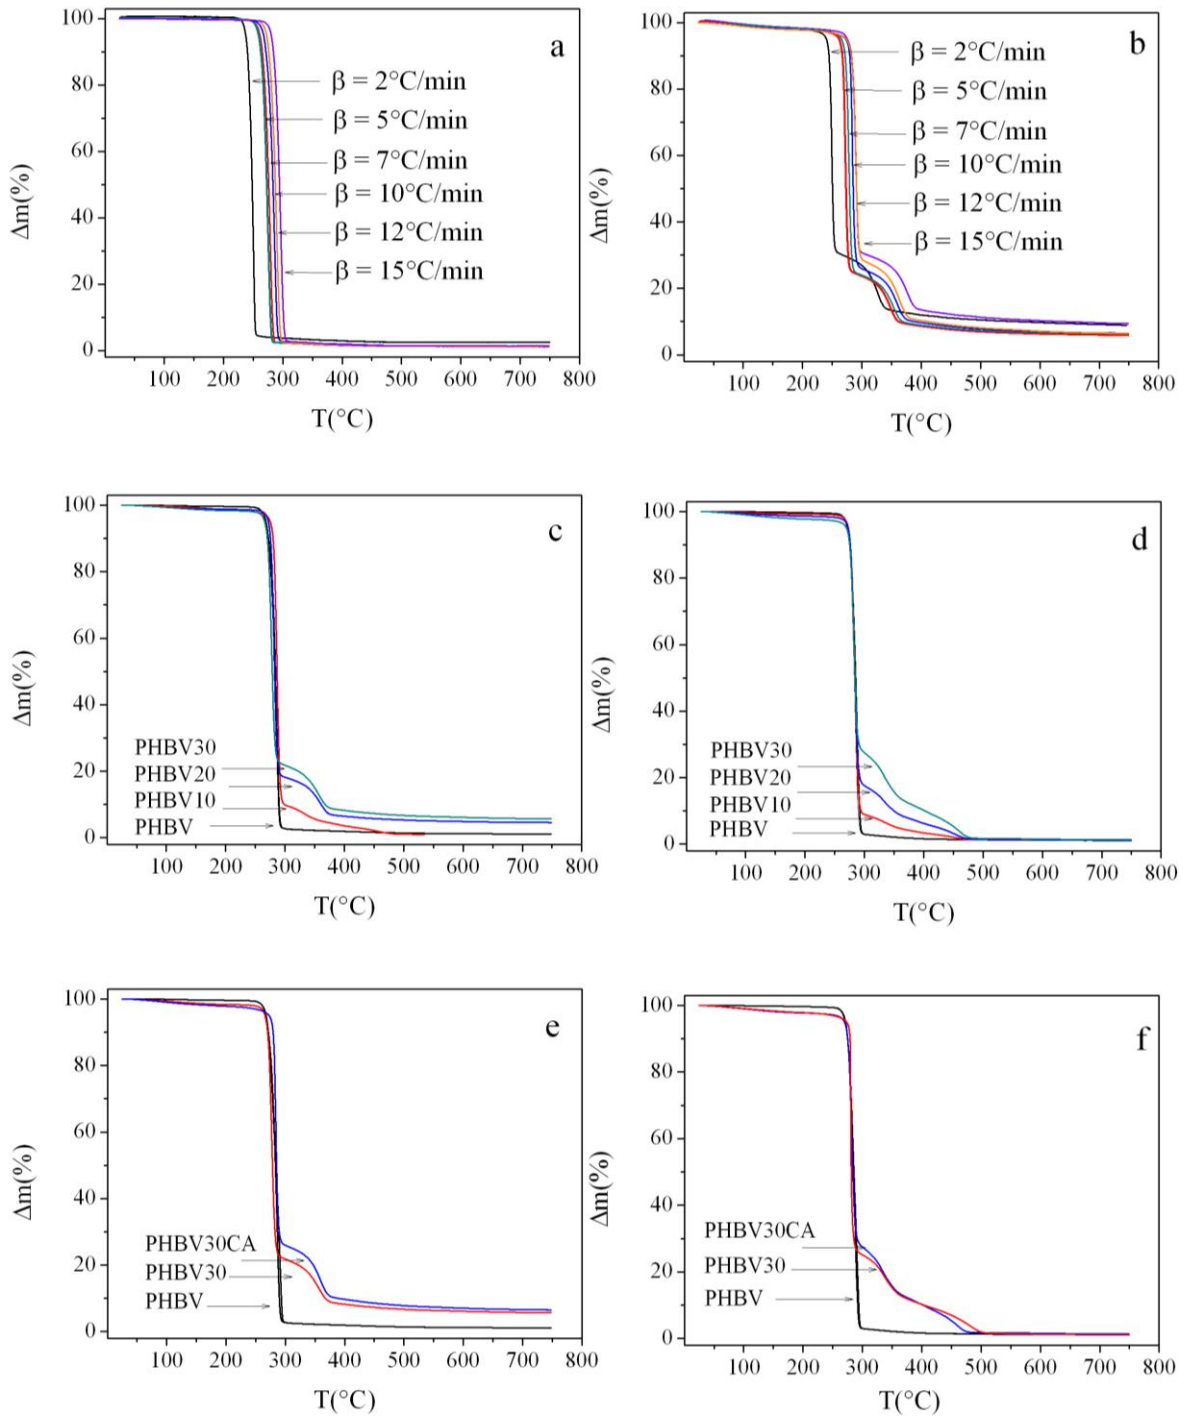 a
β = 2°C/min
β = 5°C/min
β = 7°C/min
β = 10°C/min
β = 12°C/min
β = 15°C/min
100
80
60
40
20
0
Δm(%)
100 200 300 400 500 600 700 800
T(°C)
b
β = 2°C/min
β = 5°C/min
β = 7°C/min
β = 10°C/min
β = 12°C/min
β = 15°C/min
100
80
60
40
20
0
Δm(%)
100 200 300 400 500 600 700 800
T(°C)
c
PHBV30
PHBV20
PHBV10
PHBV
100
80
60
40
20
0
Δm(%)
100 200 300 400 500 600 700 800
T(°C)
d
PHBV30
PHBV20
PHBV10
PHBV
100
80
60
40
20
0
Δm(%)
100 200 300 400 500 600 700 800
T(°C)
e
PHBV30CA
PHBV30
PHBV
100
80
60
40
20
0
Δm(%)
100 200 300 400 500 600 700 800
T(°C)
f
PHBV30CA
PHBV30
PHBV
100
80
60
40
20
0
Δm(%)
100 200 300 400 500 600 700 800
T(°C)